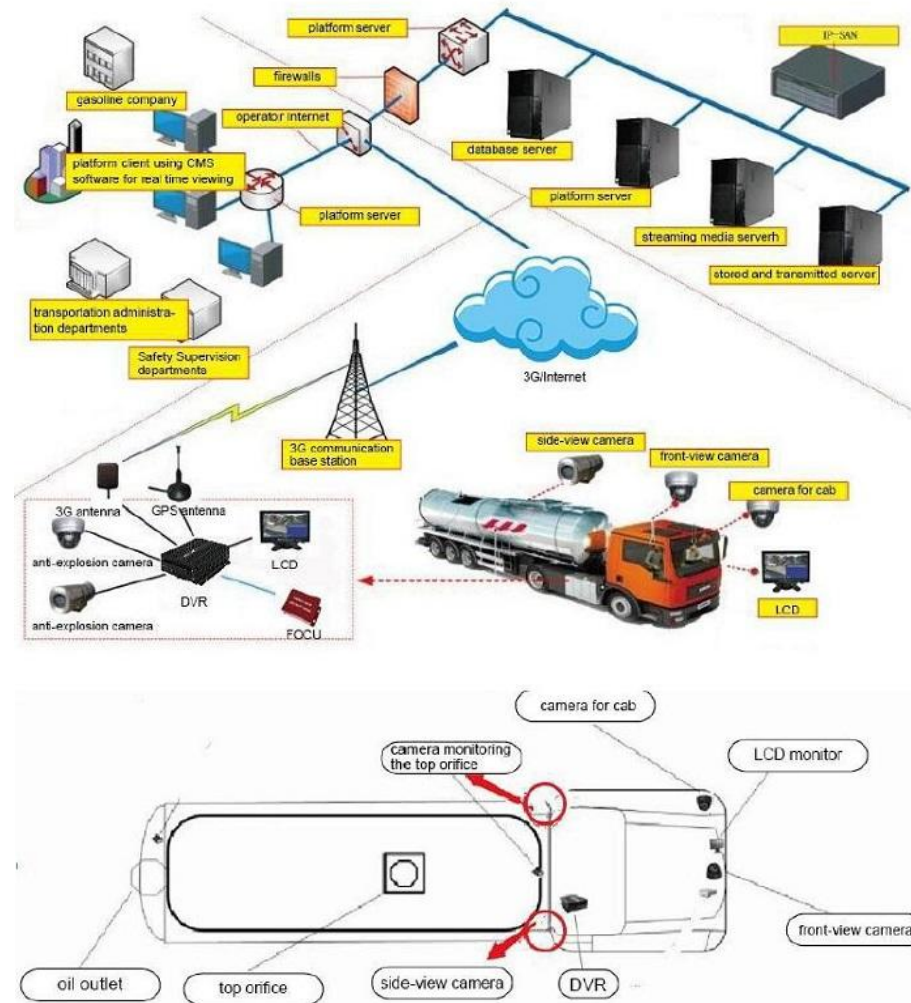 platform server
IP-SAN
firewalls
gasoline company
operator Internet
database server
platform client using CMS
software for real time viewing
platform server
platform server
streaming media serverh
stored and transmitted server
transportation administra-
tion departments
Safety Supervision
departments
3G/Internet
3G communication
base station
side-view camera
front-view camera
camera for cab
3G antenna
GPS antenna
anti-explosion camera
LCD
DVR
anti-explosion camera
FOCU
LCD
camera for cab
camera monitoring
the top orifice
LCD monitor
oil outlet
top orifice
side-view camera
DVR
front-view camera